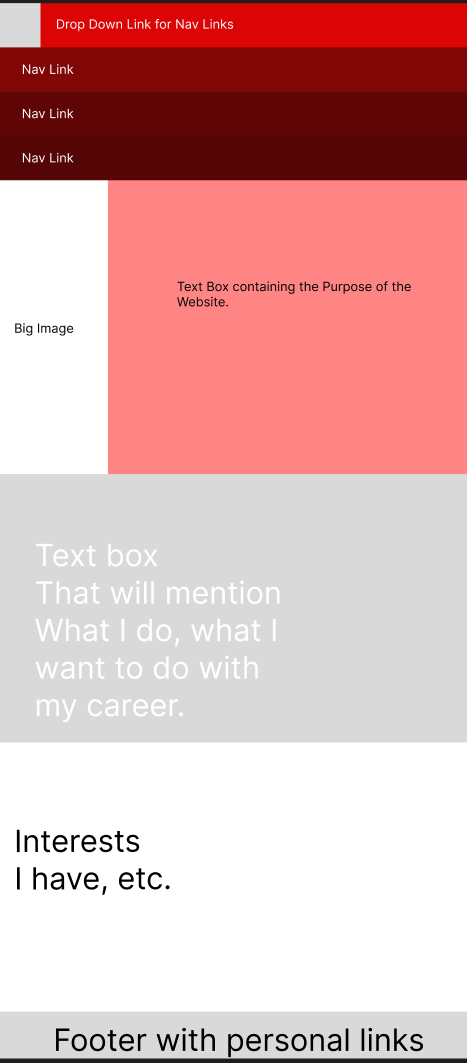 Drop Down Link for Nav Links
Nav Link
Nav Link
Nav Link
Text Box containing the Purpose of the
Website.
Big Image
Text box
That will mention
What I do, what I
want to do with
my career.
Interests
I have, etc.
Footer with personal links